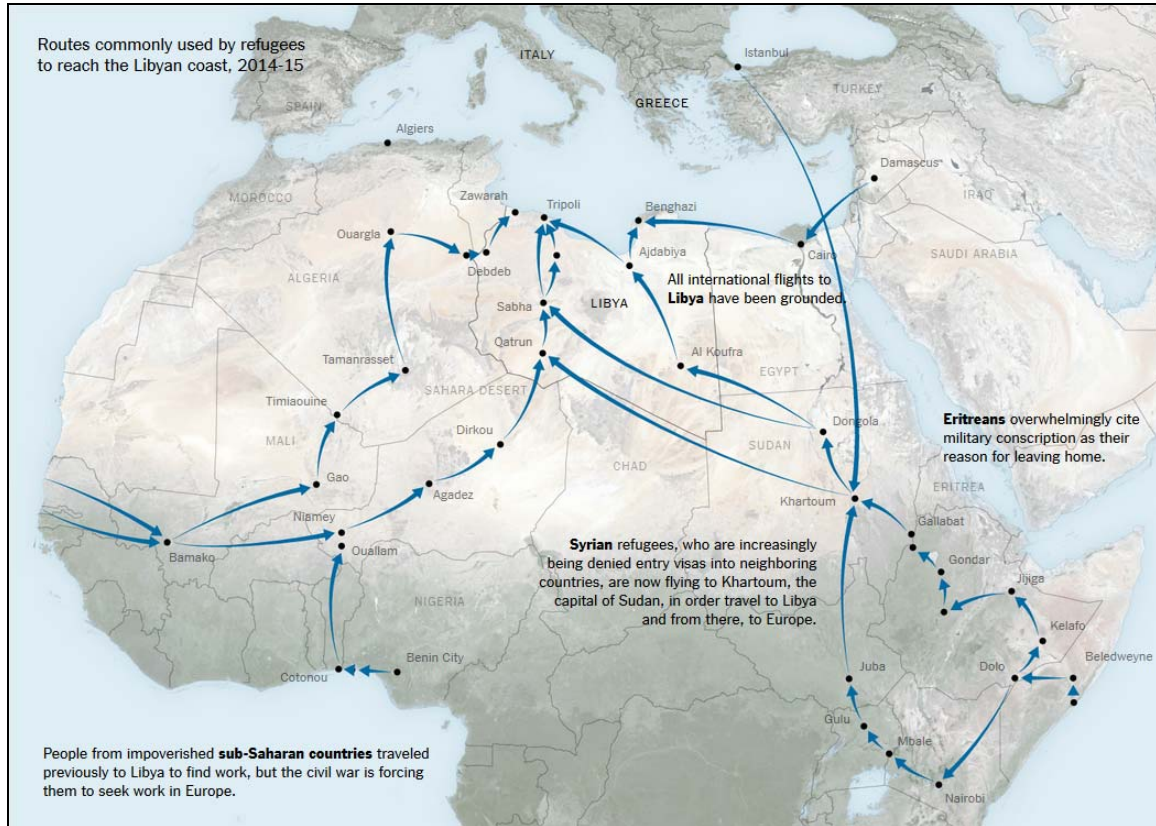 Routes commonly used by refugees
to reach the Libyan coast, 2014-15
ITALY
Istanbul
SPAIN
GREECE
TURKEY
Algiers
Damascus
MOROCCO
IRAQ
Zawarah
Tripoli
Benghazi
Ouargla
Cairo
SAUDI ARABIA
ALGERIA
Debdeb
Ajdabiya
All international flights to
Libya have been grounded.
Sabha
LIBYA
Qatrun
Al Koufra
Tamanrasset
SAHARA DESERT
EGYPT
Timiaouine
Dirkou
Dongola
Eritreans overwhelmingly cite
military conscription as their
reason for leaving home.
MALI
SUDAN
CHAD
Gao
Agadez
Khartoum
ERITREA
Niamey
Gallabat
Bamako
Ouallam
Syrian refugees, who are increasingly
being denied entry visas into neighboring
countries, are now flying to Khartoum, the
capital of Sudan, in order travel to Libya
and from there, to Europe.
Gondar
Jijiga
NIGERIA
Kelafo
Benin City
Cotonou
Juba
Dolo
Beledweyne
Gulu
Mbale
Nairobi
People from impoverished sub-Saharan countries traveled
previously to Libya to find work, but the civil war is forcing
them to seek work in Europe.